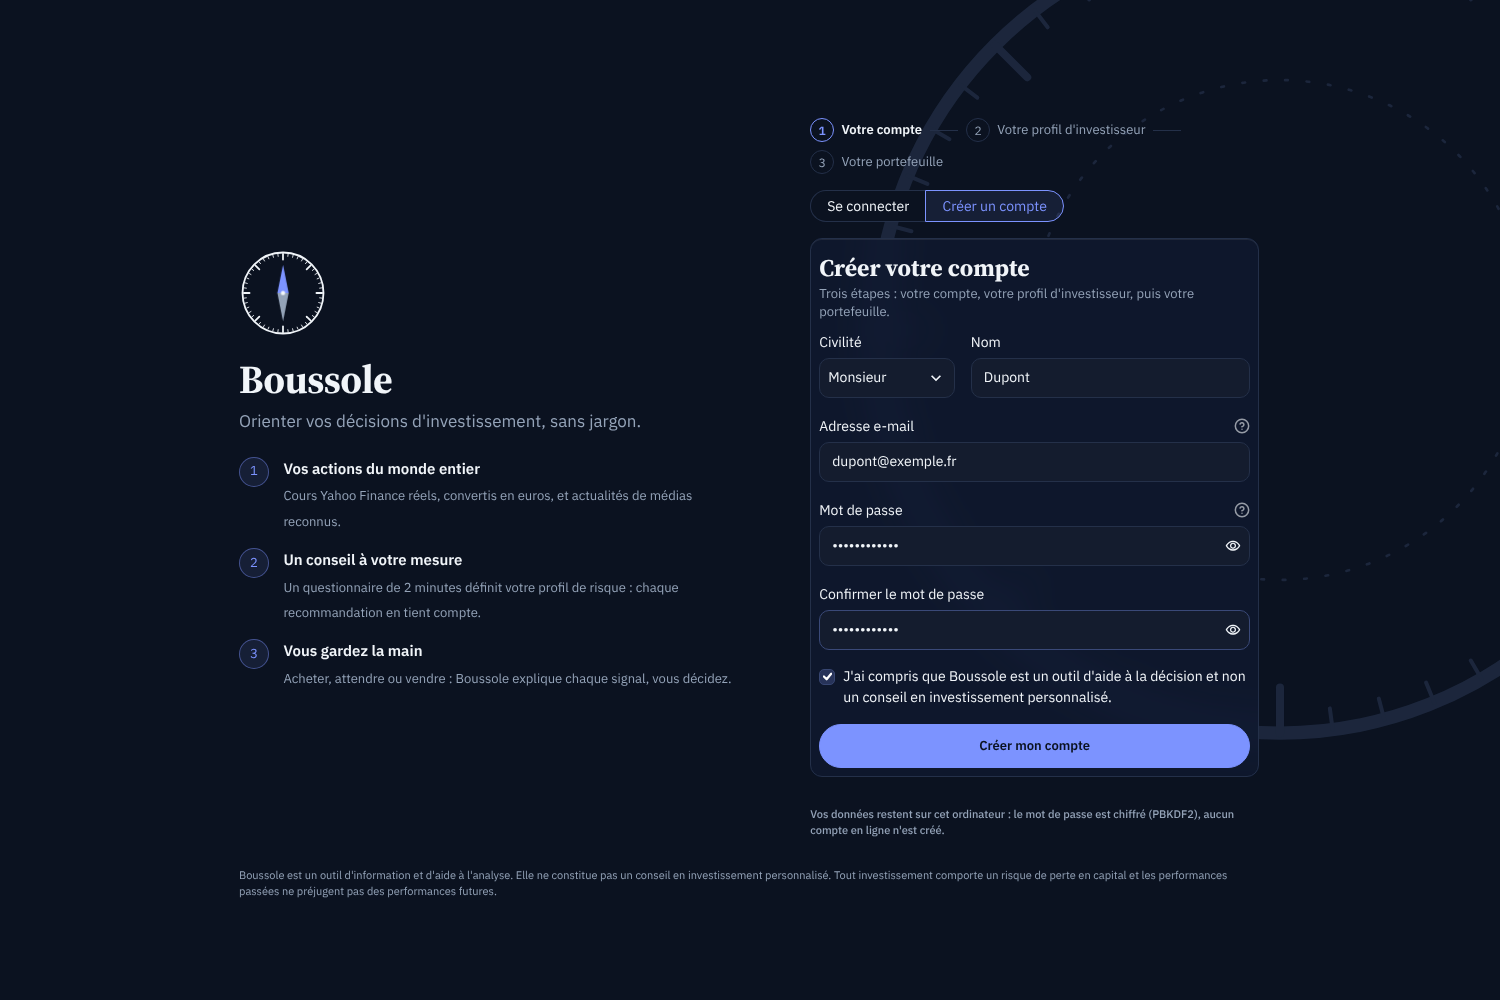 Boussole
Orienter vos décisions d'investissement, sans jargon.
1
Vos actions du monde entier
Cours Yahoo Finance réels, convertis en euros, et actualités de médias
reconnus.
2
Un conseil à votre mesure
Un questionnaire de 2 minutes définit votre profil de risque : chaque
recommandation en tient compte.
3
Vous gardez la main
Acheter, attendre ou vendre : Boussole explique chaque signal, vous décidez.
1 Votre compte 2 Votre profil d'investisseur
3 Votre portefeuille
Se connecter Créer un compte
Créer votre compte
Trois étapes : votre compte, votre profil d'investisseur, puis votre
portefeuille.
Civilité Nom
Monsieur Dupont
Adresse e-mail ?
dupont@exemple.fr
Mot de passe ?
••••••••••••
Confirmer le mot de passe
••••••••••••
J'ai compris que Boussole est un outil d'aide à la décision et non
un conseil en investissement personnalisé.
Créer mon compte
Vos données restent sur cet ordinateur : le mot de passe est chiffré (PBKDF2), aucun
compte en ligne n'est créé.
Boussole est un outil d'information et d'aide à l'analyse. Elle ne constitue pas un conseil en investissement personnalisé. Tout investissement comporte un risque de perte en capital et les performances
passées ne préjugent pas des performances futures.